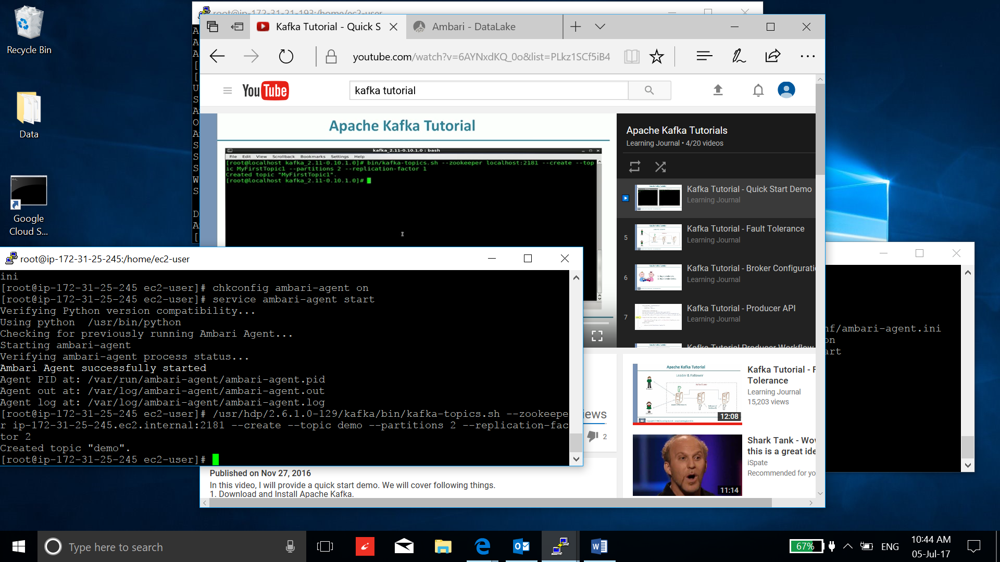 Recycle Bin
Data
Google
Cloud S...
root@ip-172-31-21-193:/home/ec2-user
Kafka Tutorial - Quick S
Ambari - DataLake
youtube.com/watch?v=6AYNxdKQ_0o&list=PLkz1SCf5iB4
YouTube
kafka tutorial
Apache Kafka Tutorial
kafka_2.11-0.10.1.0 : bash
File Edit View Scrollback Bookmarks Settings Help
[root@localhost kafka_2.11-0.10.1.0]# bin/kafka-topics.sh --zookeeper localhost:2181 --create --top
ic MyFirstTopic1 --partitions 2 --replication-factor 1
Created topic "MyFirstTopic1".
[root@localhost kafka_2.11-0.10.1.0]#
Apache Kafka Tutorials
Learning Journal • 4/20 videos
Kafka Tutorial - Quick Start Demo
Learning Journal
5
Kafka Tutorial - Fault Tolerance
Learning Journal
6
Kafka Tutorial - Broker Configurati
Learning Journal
7
Kafka Tutorial - Producer API
Learning Journal
Kafka Tutorial Producer Workflow
root@ip-172-31-25-245:/home/ec2-user
ini
[root@ip-172-31-25-245 ec2-user]# chkconfig ambari-agent on
[root@ip-172-31-25-245 ec2-user]# service ambari-agent start
Verifying Python version compatibility...
Using python  /usr/bin/python
Checking for previously running Ambari Agent...
Starting ambari-agent
Verifying ambari-agent process status...
Ambari Agent successfully started
Agent PID at: /var/run/ambari-agent/ambari-agent.pid
Agent out at: /var/log/ambari-agent/ambari-agent.out
Agent log at: /var/log/ambari-agent/ambari-agent.log
[root@ip-172-31-25-245 ec2-user]# /usr/hdp/2.6.1.0-129/kafka/bin/kafka-topics.sh --zookeepe
r ip-172-31-25-245.ec2.internal:2181 --create --topic demo --partitions 2 --replication-fac
tor 2
Created topic "demo".
[root@ip-172-31-25-245 ec2-user]#
nf/ambari-agent.ini
on
art
iews
2
Apache Kafka Tutorial
Leader & Follower
12:08
Kafka Tutorial - F
Tolerance
Learning Journal
15,203 views
11:14
Shark Tank - Wow
this is a great ide
iSpate
Recommended for yo
Published on Nov 27, 2016
In this video, I will provide a quick start demo. We will cover following things.
1. Download and Install Apache Kafka.
Type here to search
67%
ENG
10:44 AM
05-Jul-17